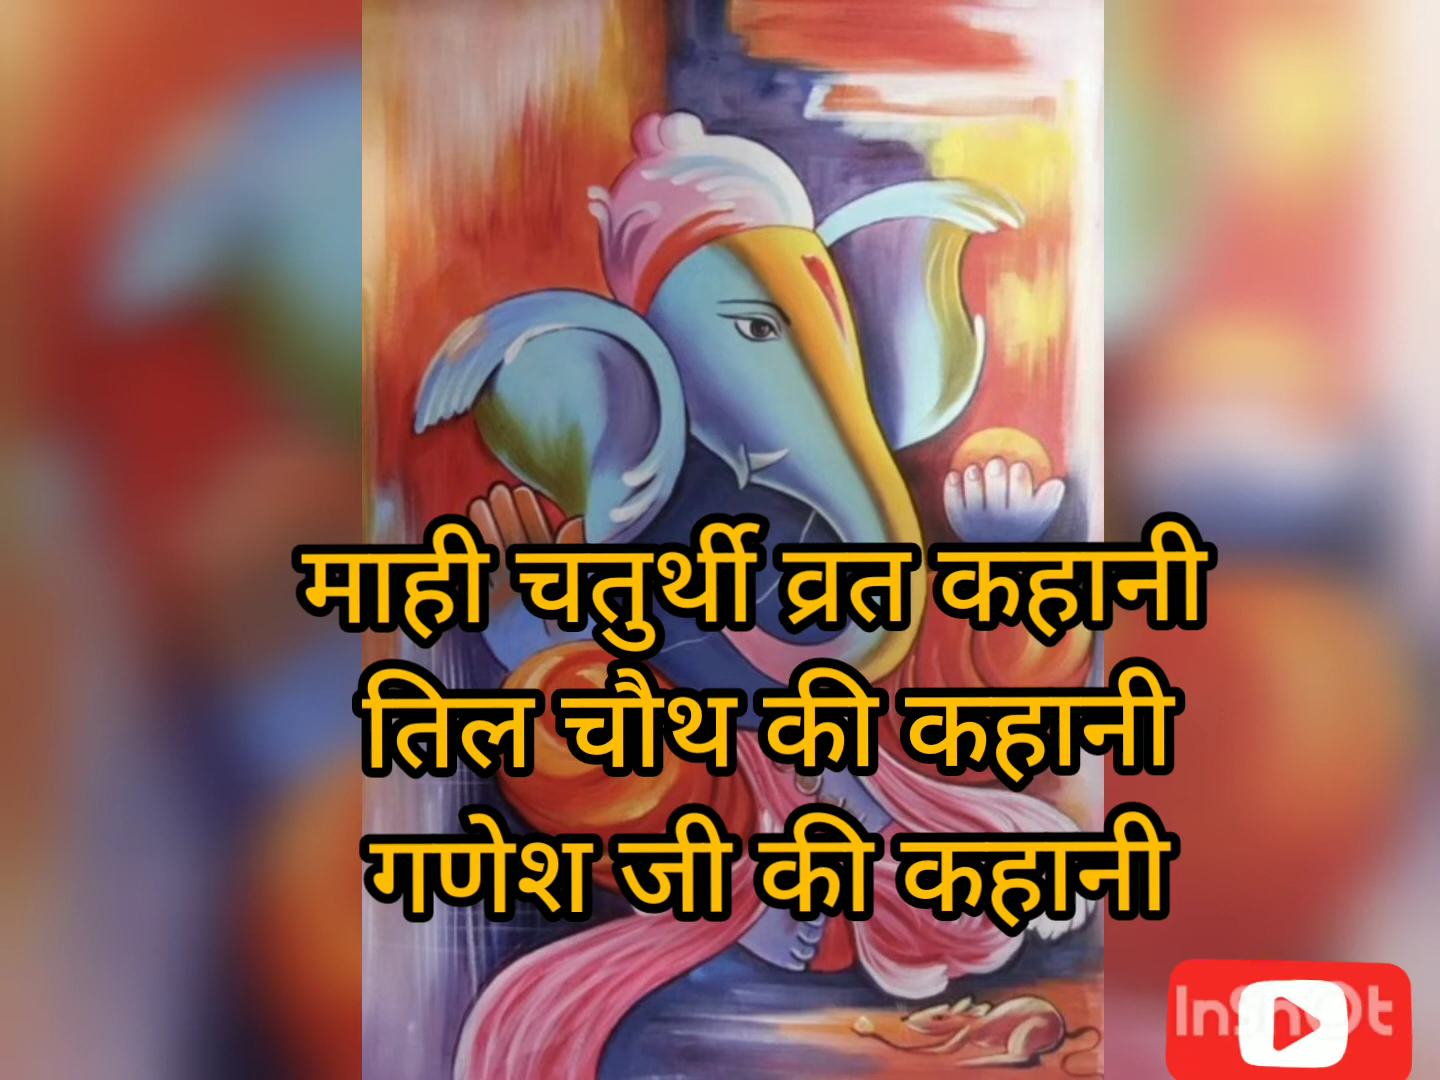 माही चतुर्थी व्रत कहानी
तिल चौथ की कहानी
गणेश जी की कहानी